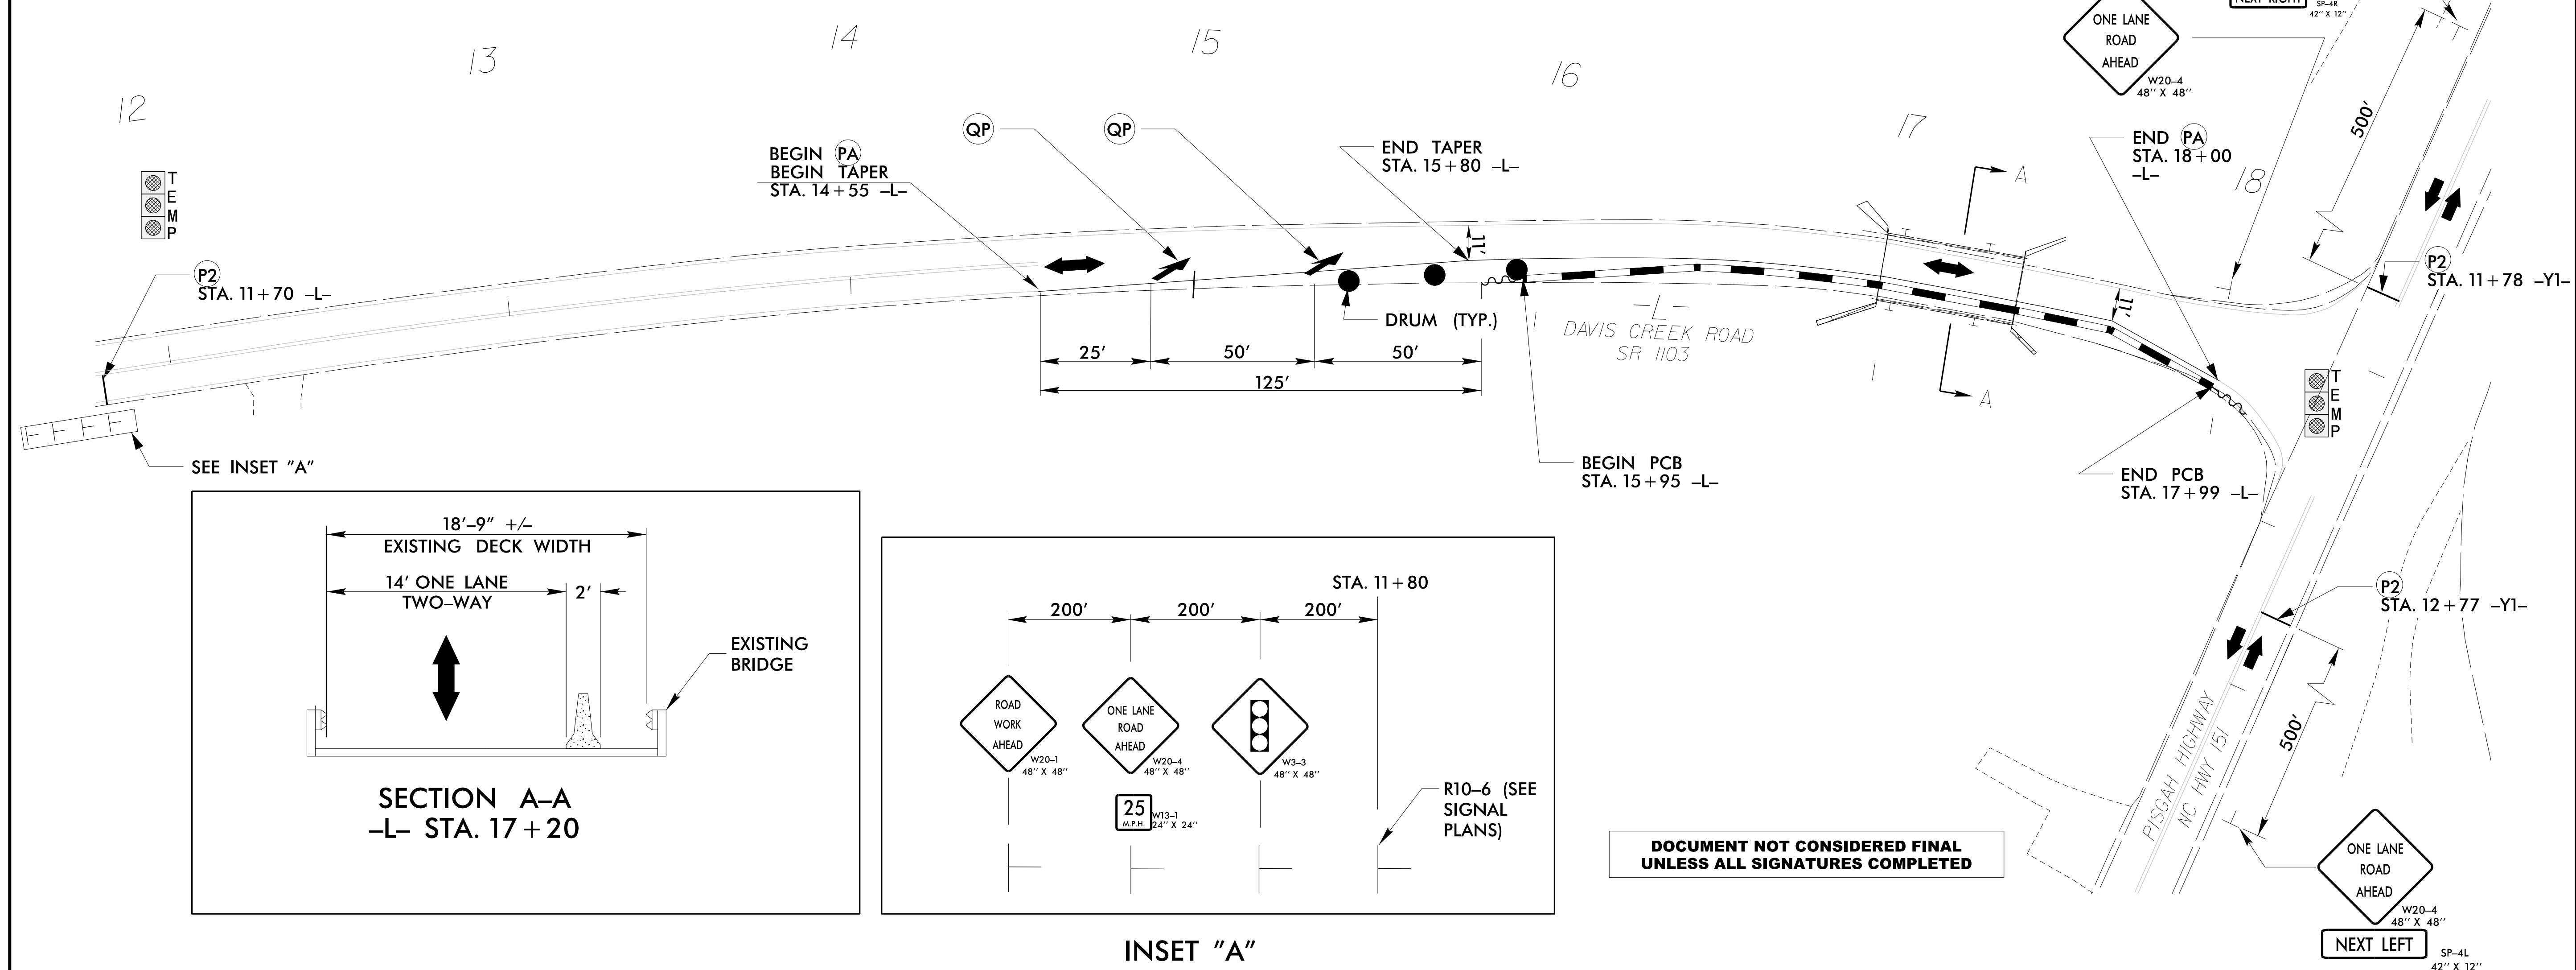 12
13
14
15
16
17
18
T
E
M
P
P2
STA. 11+70 -L-
SEE INSET "A"
BEGIN PA
BEGIN TAPER
STA. 14+55 -L-
QP
QP
END TAPER
STA. 15+80 -L-
11'
DRUM (TYP.)
25'
50'
50'
125'
-L-
DAVIS CREEK ROAD
SR 1103
BEGIN PCB
STA. 15+95 -L-
A
A
11'
END PA
STA. 18+00
-L-
END PCB
STA. 17+99 -L-
ONE LANE
ROAD
AHEAD
W20-4
48" X 48"
NEXT RIGHT
SP-4R
42" X 12"
500'
P2
STA. 11+78 -Y1-
T
E
M
P
P2
STA. 12+77 -Y1-
500'
PISGAH HIGHWAY
NC HWY 151
ONE LANE
ROAD
AHEAD
W20-4
48" X 48"
NEXT LEFT
SP-4L
42" X 12"
18'-9" +/-
EXISTING DECK WIDTH
14' ONE LANE
TWO-WAY
2'
EXISTING
BRIDGE
SECTION A-A
-L- STA. 17+20
STA. 11+80
200'
200'
200'
ROAD
WORK
AHEAD
W20-1
48" X 48"
ONE LANE
ROAD
AHEAD
W20-4
48" X 48"
25
M.P.H.
W13-1
24" X 24"
W3-3
48" X 48"
R10-6 (SEE
SIGNAL
PLANS)
INSET "A"
DOCUMENT NOT CONSIDERED FINAL
UNLESS ALL SIGNATURES COMPLETED